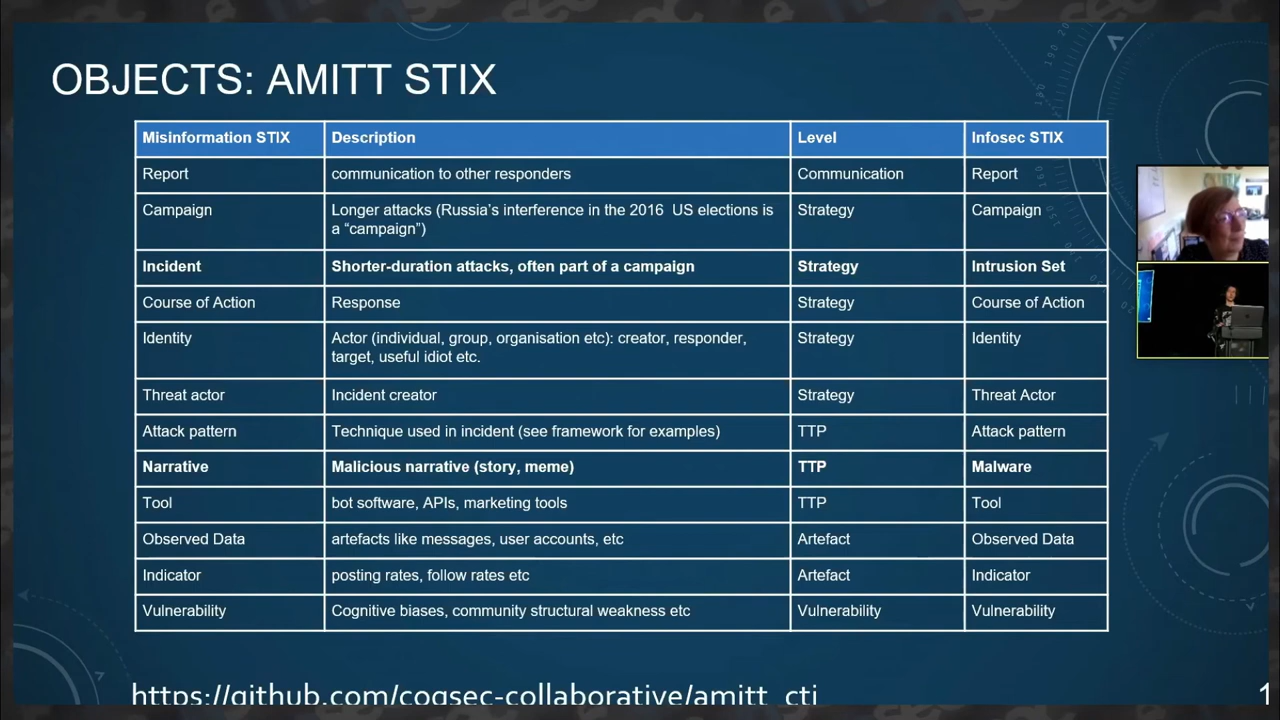 OBJECTS: AMITT STIX
Misinformation STIX Description Level Infosec STIX
Report communication to other responders Communication Report
Campaign Longer attacks (Russia's interference in the 2016 US elections is a “campaign”) Strategy Campaign
Incident Shorter-duration attacks, often part of a campaign Strategy Intrusion Set
Course of Action Response Strategy Course of Action
Identity Actor (individual, group, organisation etc): creator, responder, target, useful idiot etc. Strategy Identity
Threat actor Incident creator Strategy Threat Actor
Attack pattern Technique used in incident (see framework for examples) TTP Attack pattern
Narrative Malicious narrative (story, meme) TTP Malware
Tool bot software, APIs, marketing tools TTP Tool
Observed Data artefacts like messages, user accounts, etc Artefact Observed Data
Indicator posting rates, follow rates etc Artefact Indicator
Vulnerability Cognitive biases, community structural weakness etc Vulnerability Vulnerability
https://github.com/cogsec-collaborative/amitt_cti